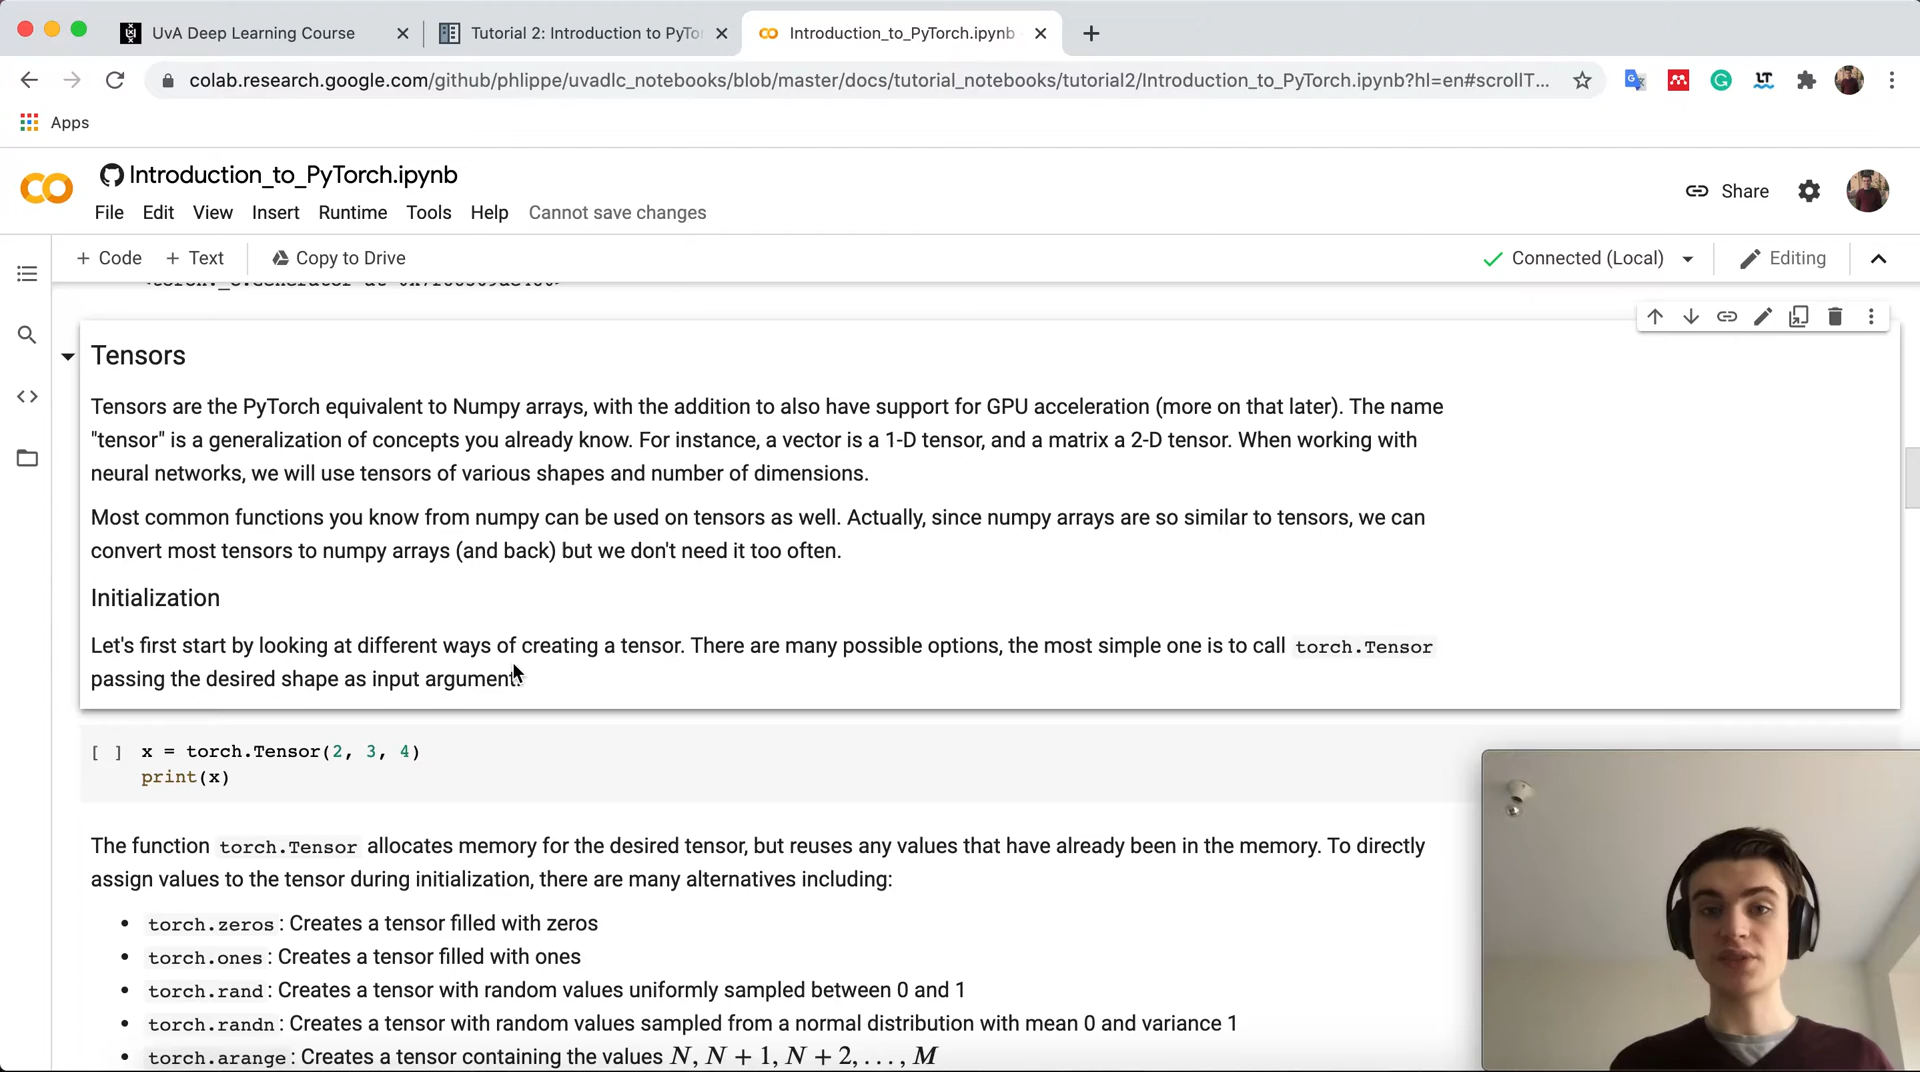 UvA Deep Learning Course
Tutorial 2: Introduction to PyTo
Introduction_to_PyTorch.ipynb
colab.research.google.com/github/phlippe/uvadlc_notebooks/blob/master/docs/tutorial_notebooks/tutorial2/Introduction_to_PyTorch.ipynb?hl=en#scrollT...
Apps
Introduction_to_PyTorch.ipynb
Share
File Edit View Insert Runtime Tools Help Cannot save changes
+ Code + Text Copy to Drive Connected (Local) Editing
Tensors
Tensors are the PyTorch equivalent to Numpy arrays, with the addition to also have support for GPU acceleration (more on that later). The name
"tensor" is a generalization of concepts you already know. For instance, a vector is a 1-D tensor, and a matrix a 2-D tensor. When working with
neural networks, we will use tensors of various shapes and number of dimensions.
Most common functions you know from numpy can be used on tensors as well. Actually, since numpy arrays are so similar to tensors, we can
convert most tensors to numpy arrays (and back) but we don't need it too often.
Initialization
Let's first start by looking at different ways of creating a tensor. There are many possible options, the most simple one is to call torch.Tensor
passing the desired shape as input argument:
[ ] x = torch.Tensor(2, 3, 4)
print(x)
The function torch.Tensor allocates memory for the desired tensor, but reuses any values that have already been in the memory. To directly
assign values to the tensor during initialization, there are many alternatives including:
• torch.zeros: Creates a tensor filled with zeros
• torch.ones: Creates a tensor filled with ones
• torch.rand: Creates a tensor with random values uniformly sampled between 0 and 1
• torch.randn: Creates a tensor with random values sampled from a normal distribution with mean 0 and variance 1
• torch.arange: Creates a tensor containing the values N, N + 1, N + 2, . . . , M